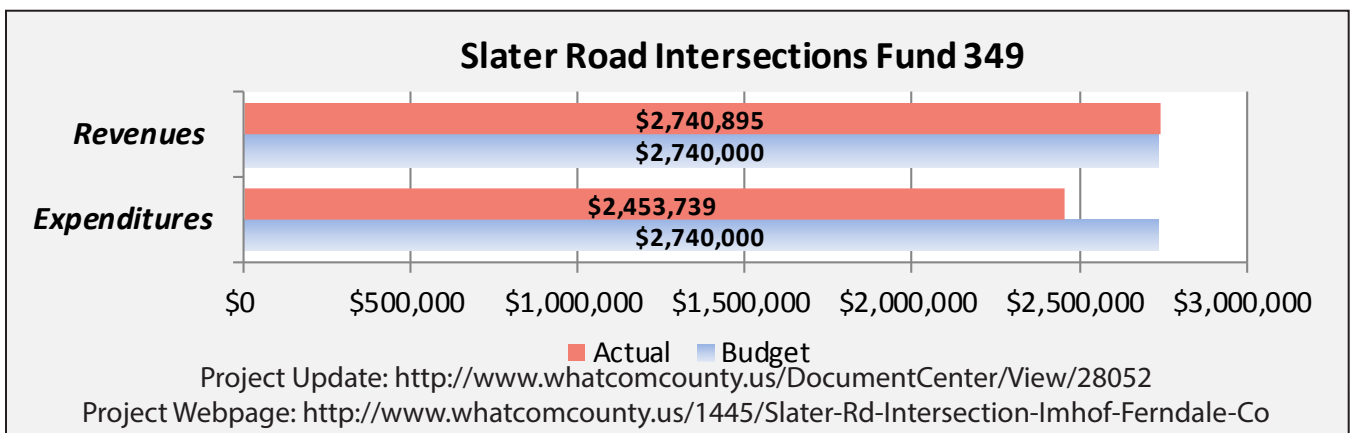 Slater Road Intersections Fund 349
Revenues
$2,740,895
$2,740,000
Expenditures
$2,453,739
$2,740,000
$0 $500,000 $1,000,000 $1,500,000 $2,000,000 $2,500,000 $3,000,000
Actual Budget
Project Update: http://www.whatcomcounty.us/DocumentCenter/View/28052
Project Webpage: http://www.whatcomcounty.us/1445/Slater-Rd-Intersection-Imhof-Ferndale-Co